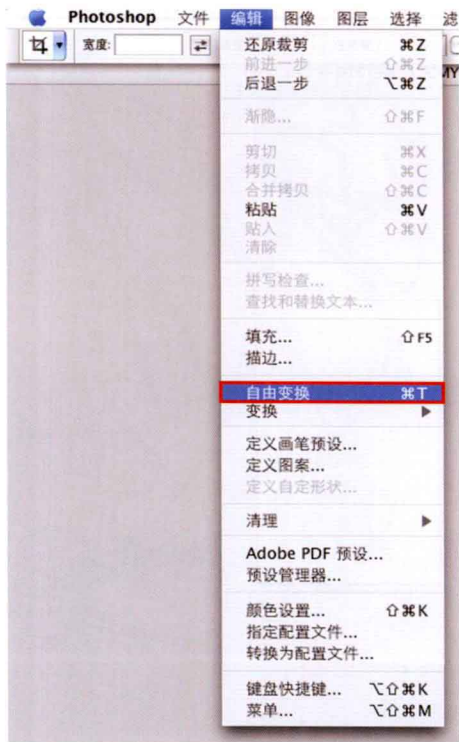 Photoshop 文件 编辑 图像 图层 选择 滤
宽度:
还原裁剪 ⌘Z
前进一步 ⇧⌘Z
后退一步 ⌥⌘Z
渐隐... ⇧⌘F
剪切 ⌘X
拷贝 ⌘C
合并拷贝 ⇧⌘C
粘贴 ⌘V
贴入 ⇧⌘V
清除
拼写检查...
查找和替换文本...
填充... ⇧F5
描边...
自由变换 ⌘T
变换 ▶
定义画笔预设...
定义图案...
定义自定形状...
清理 ▶
Adobe PDF 预设...
预设管理器...
颜色设置... ⇧⌘K
指定配置文件...
转换为配置文件...
键盘快捷键... ⌥⇧⌘K
菜单... ⌥⇧⌘M